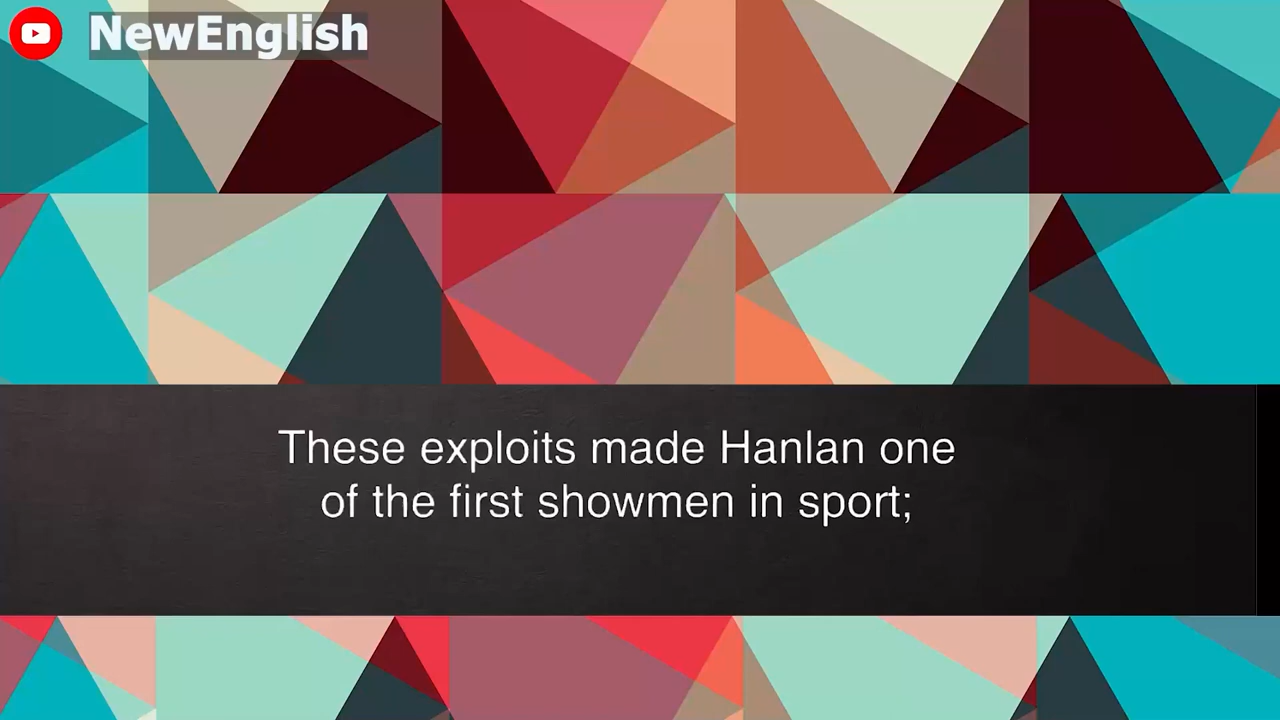 NewEnglish
These exploits made Hanlan one
of the first showmen in sport;